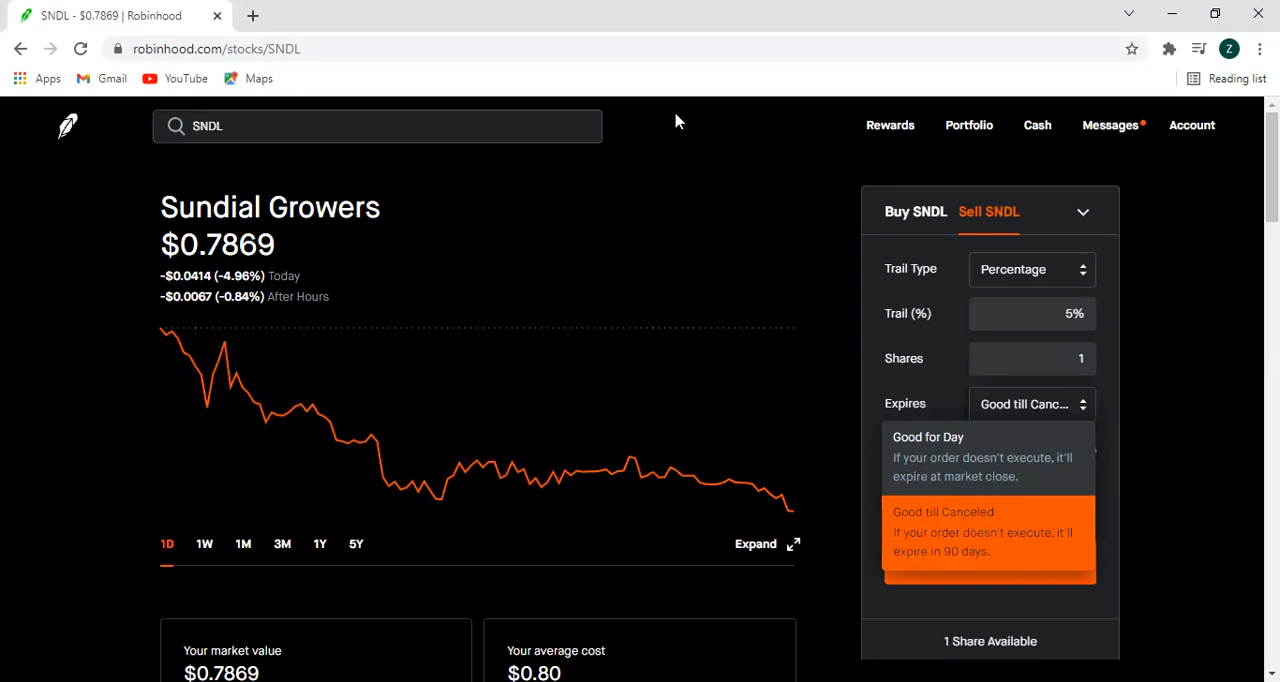 SNDL - $0.7869 | Robinhood
robinhood.com/stocks/SNDL
Z
Apps
Gmail
YouTube
Maps
Reading list
SNDL
Rewards
Portfolio
Cash
Messages
Account
Sundial Growers
$0.7869
-$0.0414 (-4.96%) Today
-$0.0067 (-0.84%) After Hours
1D
1W
1M
3M
1Y
5Y
Expand
Your market value
$0.7869
Your average cost
$0.80
Buy SNDL
Sell SNDL
Trail Type
Percentage
Trail (%)
5%
Shares
1
Expires
Good till Canc...
Good for Day
If your order doesn't execute, it'll
expire at market close.
Good till Canceled
If your order doesn't execute, it'll
expire in 90 days.
1 Share Available